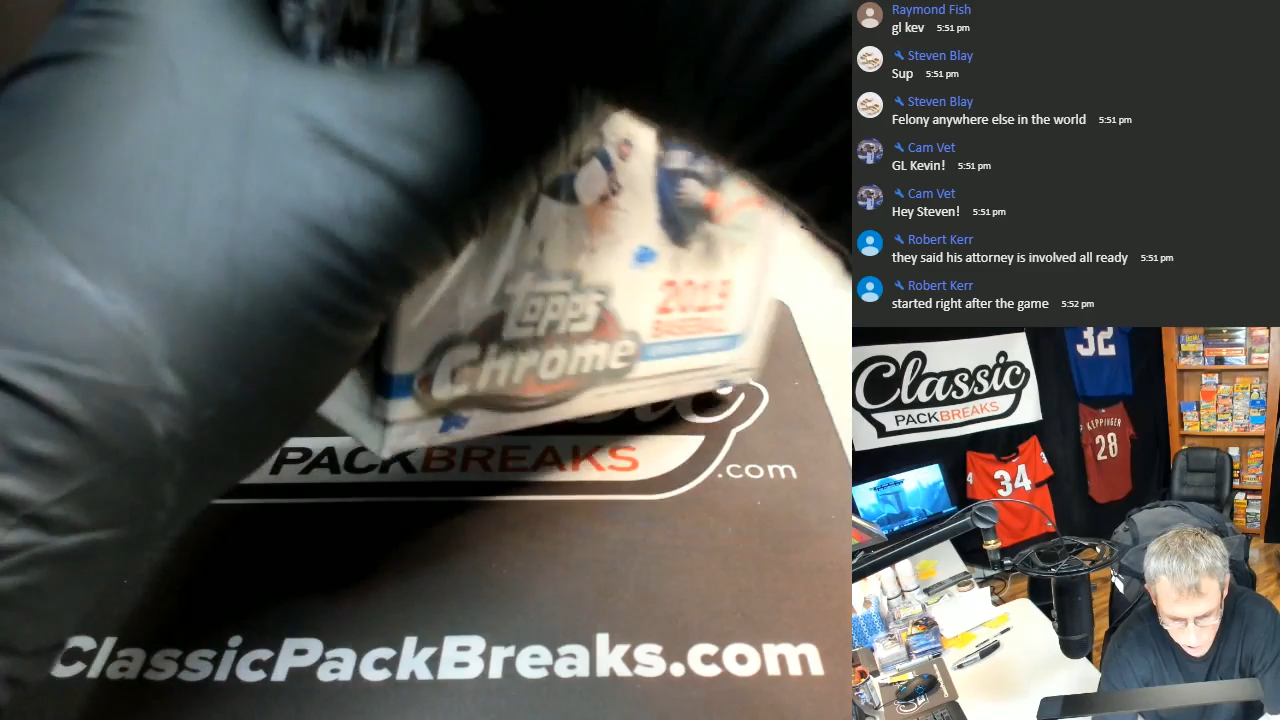 Topps
Chrome
2013
BASEBALL
PACKBREAKS
.com
ClassicPackBreaks.com
Raymond Fish
gl kev 5:51 pm
Steven Blay
Sup 5:51 pm
Steven Blay
Felony anywhere else in the world 5:51 pm
Cam Vet
GL Kevin! 5:51 pm
Cam Vet
Hey Steven! 5:51 pm
Robert Kerr
they said his attorney is involved all ready 5:51 pm
Robert Kerr
started right after the game 5:52 pm
Classic
PACKBREAKS
32
KEPPINGER
28
34